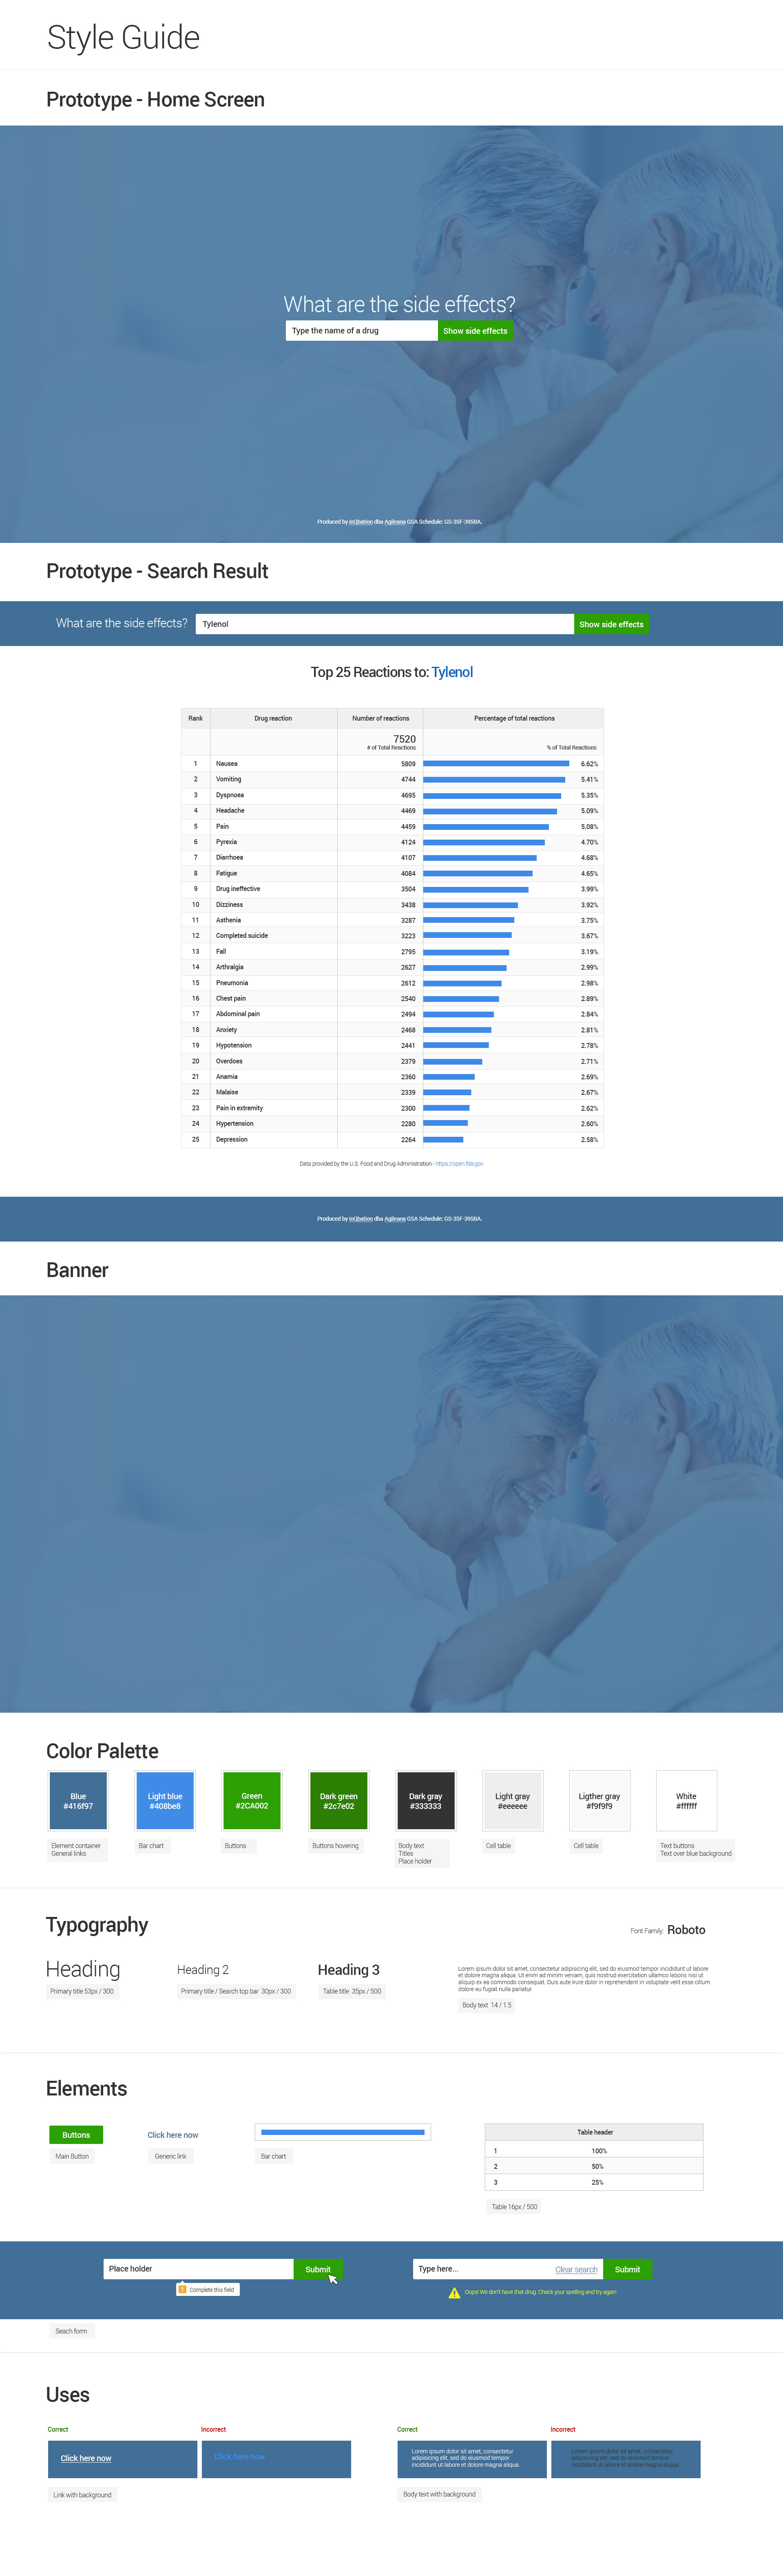 Style Guide
Prototype - Home Screen
What are the side effects?
Type the name of a drug
Show side effects
Produced by inQbation dba Agileana GSA Schedule: GS-35F-395BA.
Prototype - Search Result
What are the side effects?
Tylenol
Show side effects
Top 25 Reactions to: Tylenol
Rank Drug reaction Number of reactions Percentage of total reactions
7520
# of Total Reactions % of Total Reactions
1 Nausea 5809 6.62%
2 Vomiting 4744 5.41%
3 Dyspnoea 4695 5.35%
4 Headache 4469 5.09%
5 Pain 4459 5.08%
6 Pyrexia 4124 4.70%
7 Diarrhoea 4107 4.68%
8 Fatigue 4084 4.65%
9 Drug ineffective 3504 3.99%
10 Dizziness 3438 3.92%
11 Asthenia 3287 3.75%
12 Completed suicide 3223 3.67%
13 Fall 2795 3.19%
14 Arthralgia 2627 2.99%
15 Pneumonia 2612 2.98%
16 Chest pain 2540 2.89%
17 Abdominal pain 2494 2.84%
18 Anxiety 2468 2.81%
19 Hypotension 2441 2.78%
20 Overdoes 2379 2.71%
21 Anamia 2360 2.69%
22 Malaise 2339 2.67%
23 Pain in extremity 2300 2.62%
24 Hypertension 2280 2.60%
25 Depression 2264 2.58%
Data provided by the U.S. Food and Drug Administration - https://open.fda.gov
Produced by inQbation dba Agileana GSA Schedule: GS-35F-395BA.
Banner
Color Palette
Blue
#416f97
Element container
General links
Light blue
#408be8
Bar chart
Green
#2CA002
Buttons
Dark green
#2c7e02
Buttons hovering
Dark gray
#333333
Body text
Titles
Place holder
Light gray
#eeeeee
Cell table
Ligther gray
#f9f9f9
Cell table
White
#ffffff
Text buttons
Text over blue background
Typography
Font Family: Roboto
Heading
Primary title 53px / 300
Heading 2
Primary title / Search top bar 30px / 300
Heading 3
Table title 35px / 500
Lorem ipsum dolor sit amet, consectetur adipisicing elit, sed do eiusmod tempor incididunt ut labore
et dolore magna aliqua. Ut enim ad minim veniam, quis nostrud exercitation ullamco laboris nisi ut
aliquip ex ea commodo consequat. Duis aute irure dolor in reprehenderit in voluptate velit esse cillum
dolore eu fugiat nulla pariatur.
Body text 14 / 1.5
Elements
Buttons
Main Button
Click here now
Generic link
Bar chart
Table header
1 100%
2 50%
3 25%
Table 16px / 500
Place holder
Submit
Complete this field
Type here...
Clear search
Submit
Oops! We don't have that drug. Check your spelling and try again
Seach form
Uses
Correct
Click here now
Link with background
Incorrect
Click here now
Correct
Lorem ipsum dolor sit amet, consectetur
adipisicing elit, sed do eiusmod tempor
incididunt ut labore et dolore magna aliqua.
Body text with background
Incorrect
Lorem ipsum dolor sit amet, consectetur
adipisicing elit, sed do eiusmod tempor
incididunt ut labore et dolore magna aliqua.